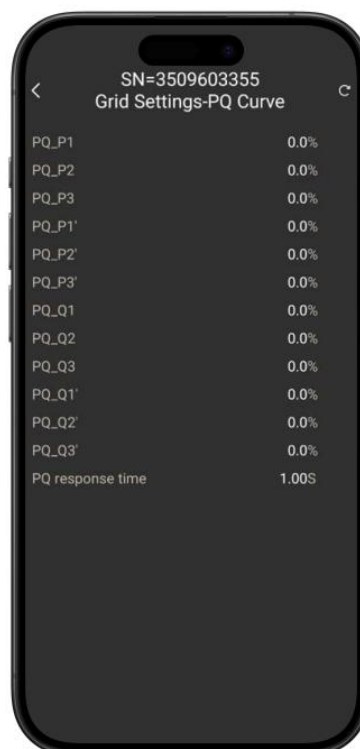 SN=3509603355
Grid Settings-PQ Curve
PQ_P1 0.0%
PQ_P2 0.0%
PQ_P3 0.0%
PQ_P1' 0.0%
PQ_P2' 0.0%
PQ_P3' 0.0%
PQ_Q1 0.0%
PQ_Q2 0.0%
PQ_Q3 0.0%
PQ_Q1' 0.0%
PQ_Q2' 0.0%
PQ_Q3' 0.0%
PQ response time 1.00S